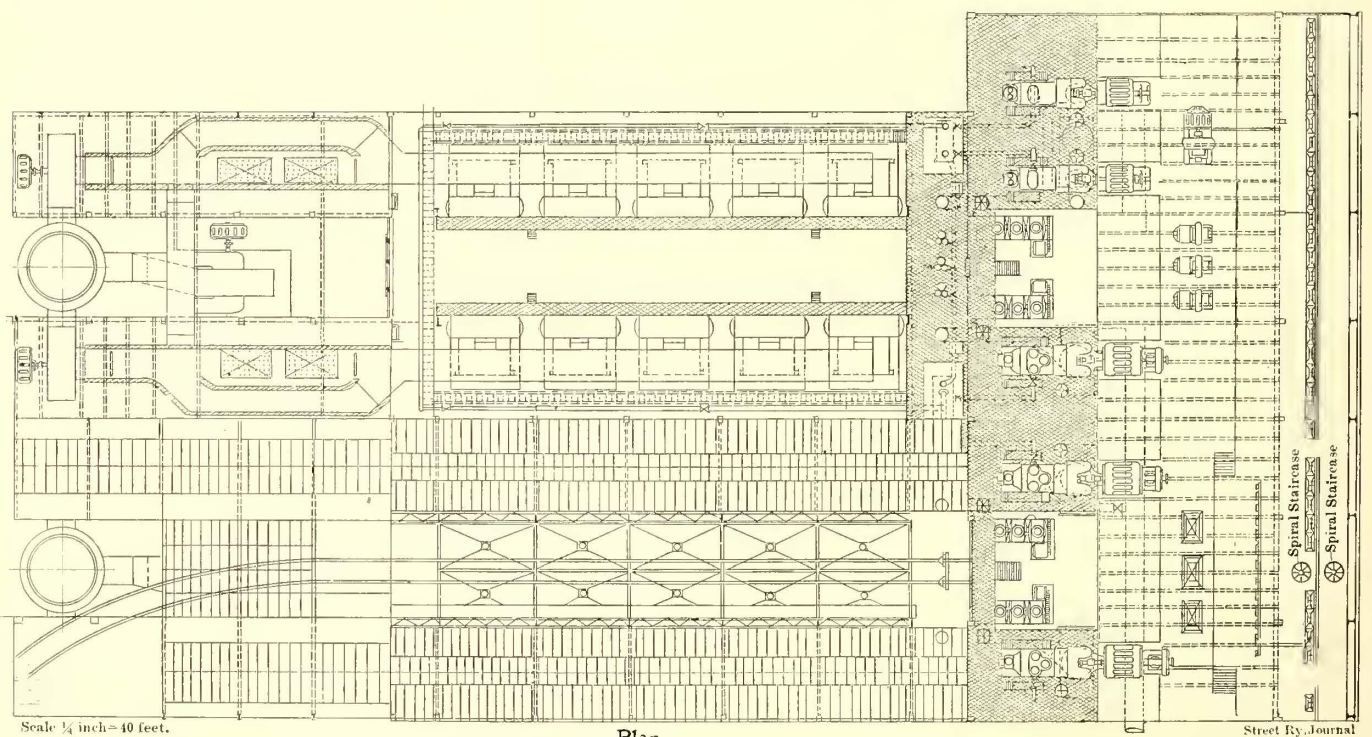 Spiral Staircase
Spiral Staircase
Scale ¼ inch=40 feet.
Plan
Street Ry. Journal